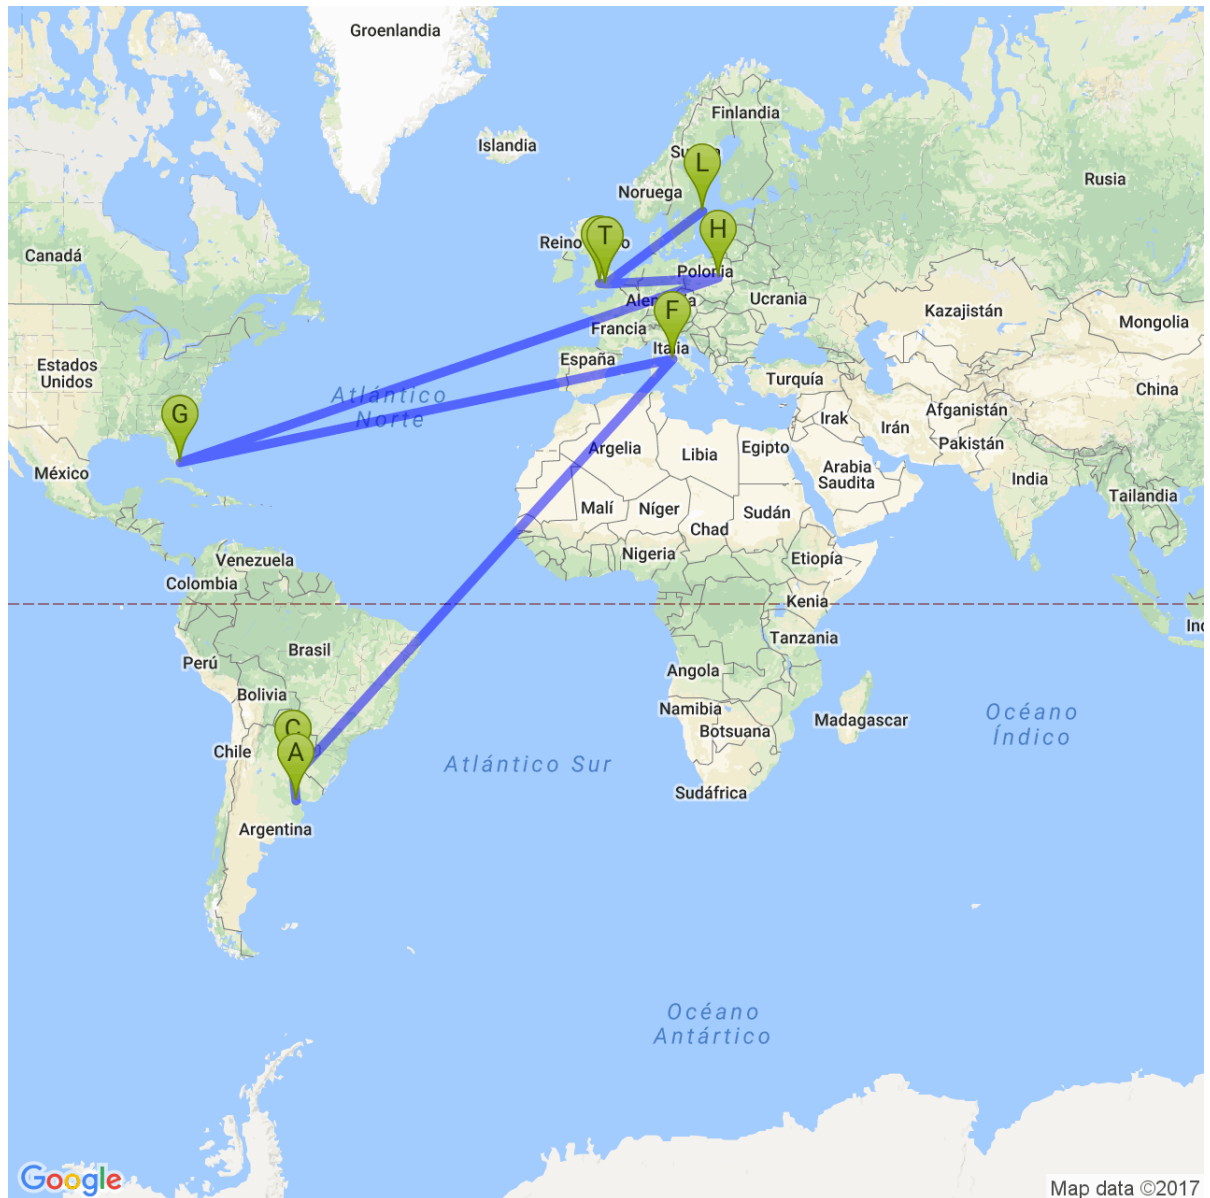 Groenlandia
Finlandia
Islandia
Rusia
Noruega
L
H
T
Canadá
Polonia
Ucrania
Kazajistán
Mongolia
F
Francia
Italia
España
Estados
Unidos
Turquía
China
Atlántico
Norte
G
Irak
Irán
Afganistán
Pakistán
México
Argelia
Libia
Egipto
Arabia
Saudita
India
Tailandia
Malí
Níger
Chad
Sudán
Nigeria
Etiopía
Venezuela
Colombia
Kenia
Tanzania
Brasil
Perú
Angola
Bolivia
Namibia
Botsuana
Madagascar
Océano
Índico
C
A
Chile
Atlántico Sur
Sudáfrica
Argentina
Océano
Antártico
Google
Map data ©2017